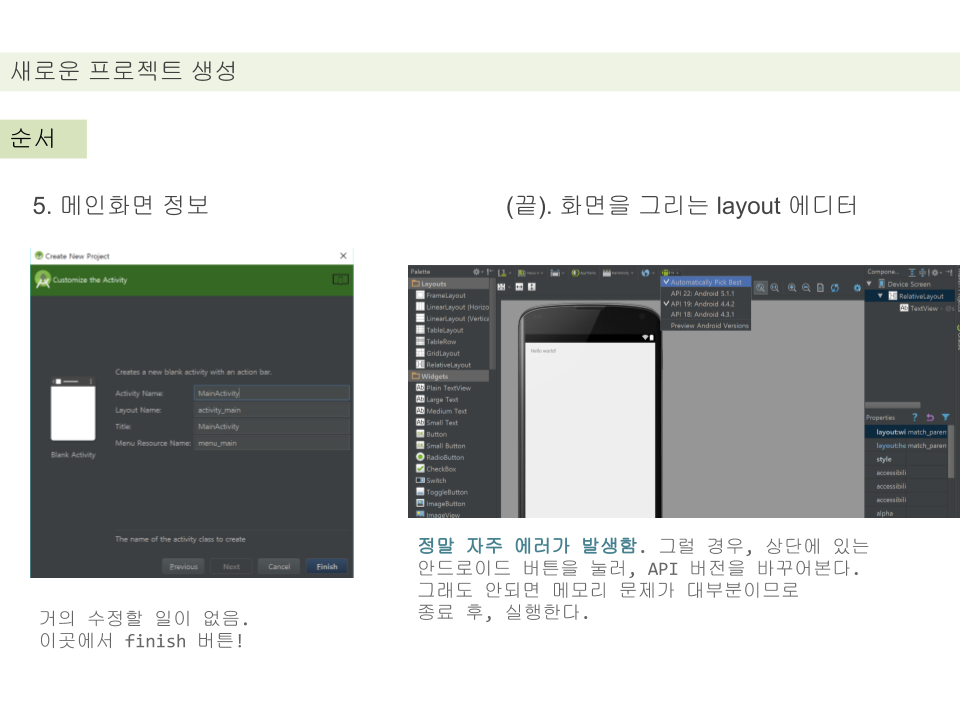 새로운 프로젝트 생성
순서
5. 메인화면 정보
Create New Project
Customize the Activity
Creates a new blank activity with an action bar.
Activity Name: MainActivity
Layout Name: activity_main
Title: MainActivity
Menu Resource Name: menu_main
Blank Activity
The name of the activity class to create
Previous Next Cancel Finish
거의 수정할 일이 없음.
이곳에서 finish 버튼!
(끝). 화면을 그리는 layout 에디터
Palette
Layouts
FrameLayout
LinearLayout (Horizo
LinearLayout (Vertica
TableLayout
TableRow
GridLayout
RelativeLayout
Widgets
Plain TextView
Large Text
Medium Text
Small Text
Button
Small Button
RadioButton
CheckBox
Switch
ToggleButton
ImageButton
ImageView
Automatically Pick Best
API 22: Android 5.1.1
API 19: Android 4.4.2
API 18: Android 4.3.1
Preview Android Versions
Hello world!
Compone...
Device Screen
RelativeLayout
TextView
Properties
layout:wi match_paren
layout:he match_paren
style
accessibili
accessibili
accessibili
alpha
정말 자주 에러가 발생함. 그럴 경우, 상단에 있는
안드로이드 버튼을 눌러, API 버전을 바꾸어본다.
그래도 안되면 메모리 문제가 대부분이므로
종료 후, 실행한다.